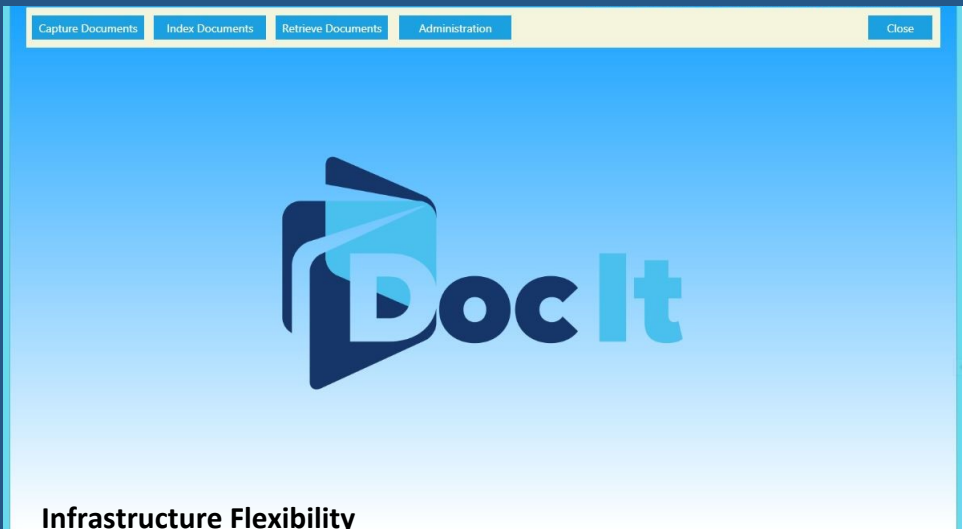 Capture Documents Index Documents Retrieve Documents Administration Close
Doc It
Infrastructure Flexibility